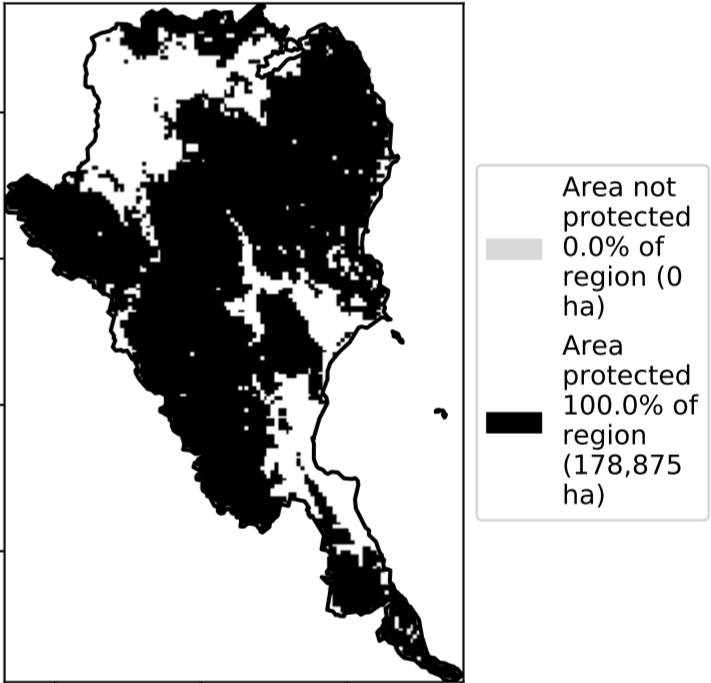 Area not
protected
0.0% of
region (0
ha)
Area
protected
100.0% of
region
(178,875
ha)